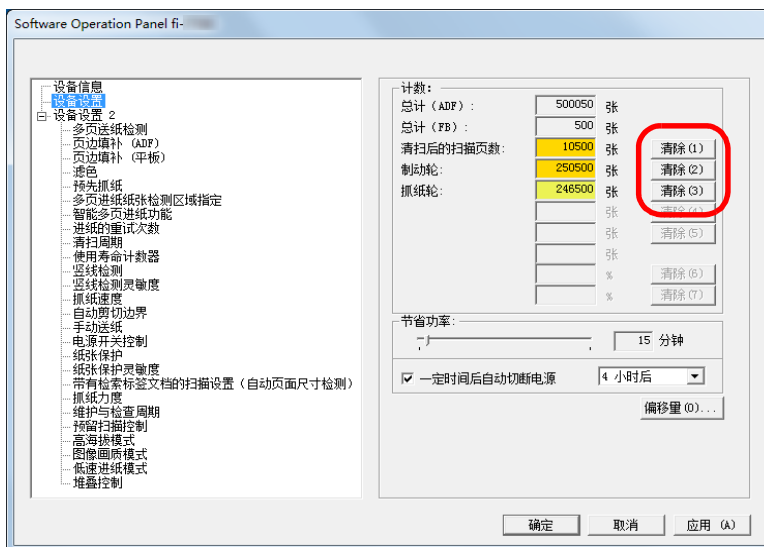 Software Operation Panel fi-
设备信息
设备设置
设备设置 2
多页送纸检测
页边填补 (ADF)
页边填补 (平板)
滤色
预先抓纸
多页进纸纸张检测区域指定
智能多页进纸功能
进纸的重试次数
清扫周期
使用寿命计数器
竖线检测
竖线检测灵敏度
抓纸速度
自动剪切边界
手动送纸
电源开关控制
纸张保护
纸张保护灵敏度
带有检索标签文档的扫描设置(自动页面尺寸检测)
抓纸力度
维护与检查周期
预留扫描控制
高海拔模式
图像画质模式
低速进纸模式
堆叠控制
计数:
总计 (ADF) : 500050 张
总计 (FB) : 500 张
清扫后的扫描页数: 10500 张 清除(1)
制动轮: 250500 张 清除(2)
抓纸轮: 246500 张 清除(3)
张 清除(4)
张 清除(5)
张
% 清除(6)
% 清除(7)
节省功率:
15 分钟
一定时间后自动切断电源 4 小时后
偏移量(O)...
确定 取消 应用 (A)